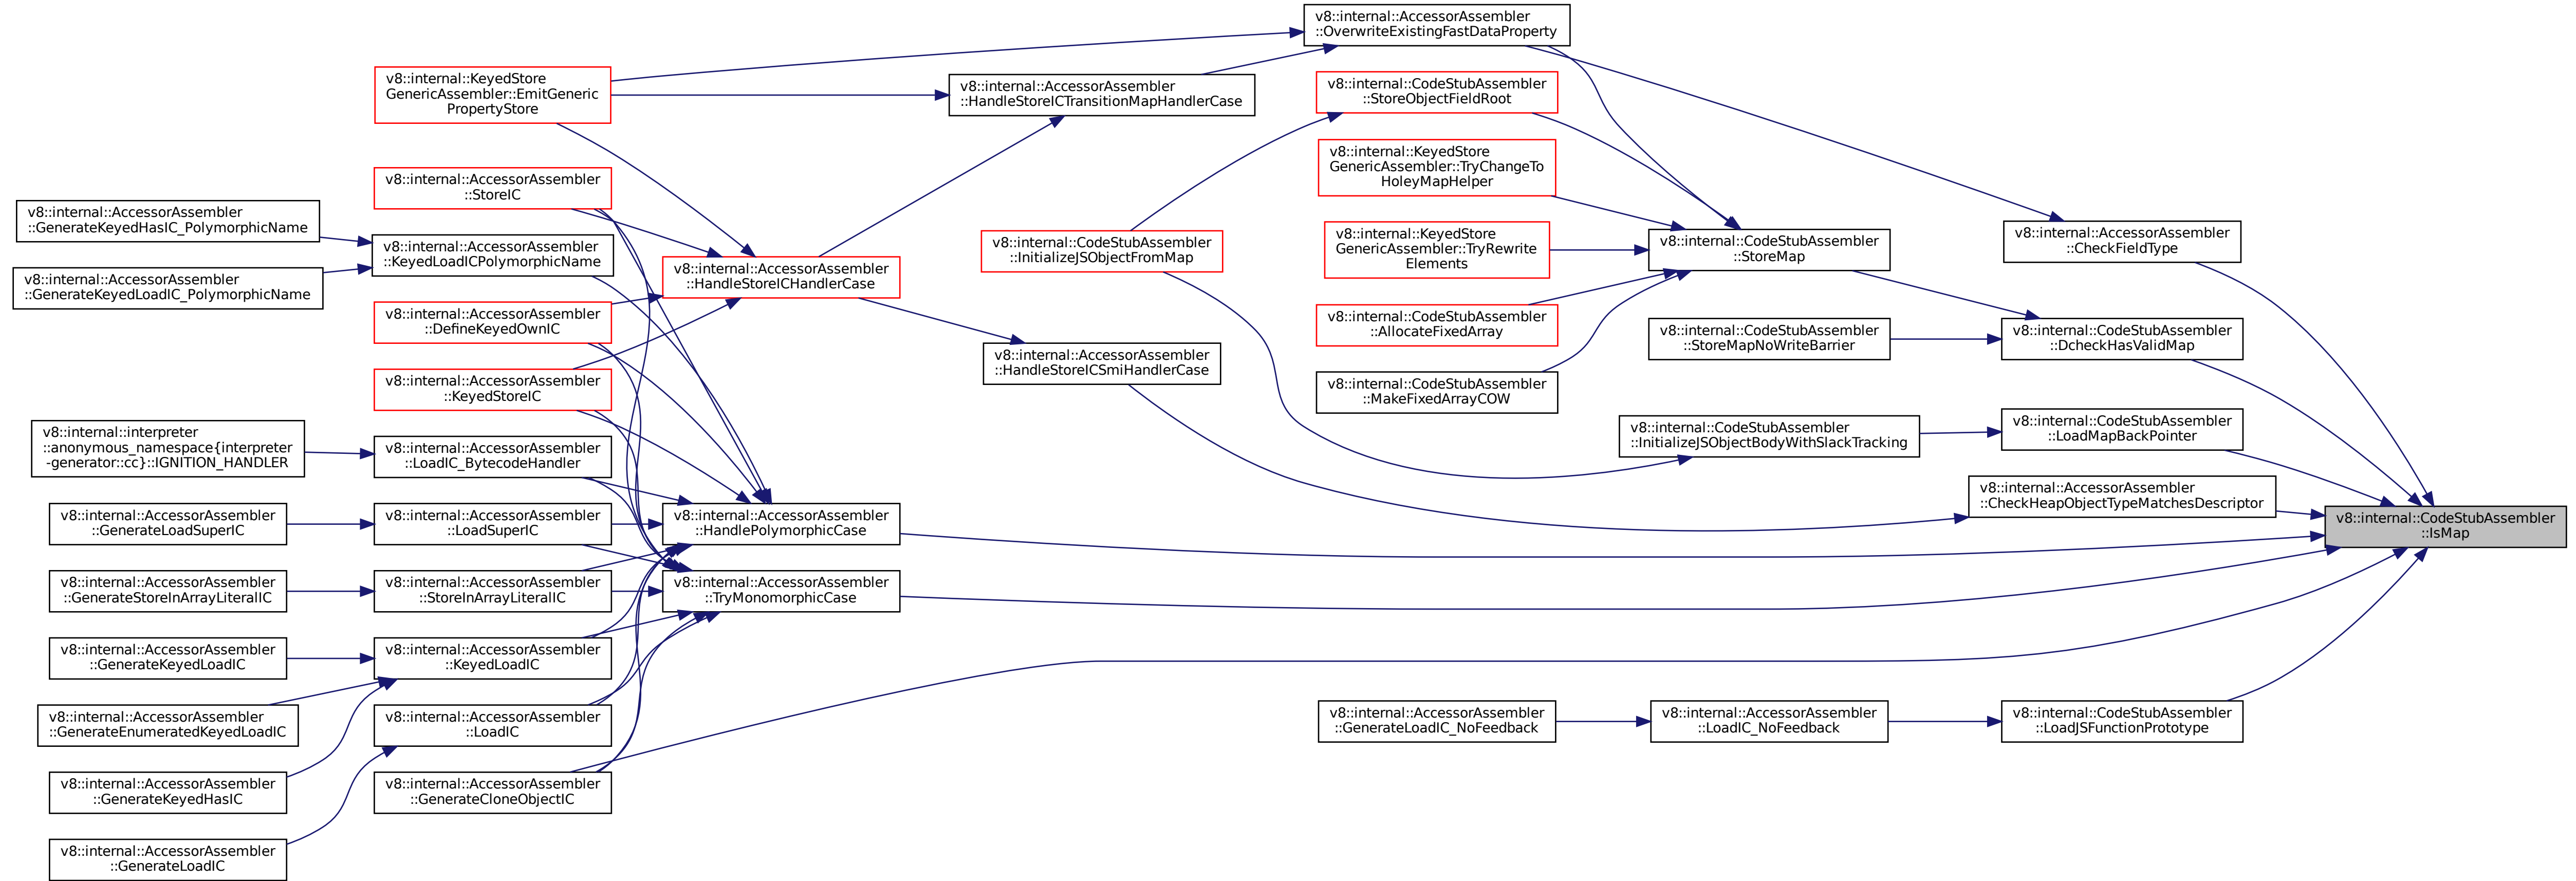 v8::internal::AccessorAssembler
::OverwriteExistingFastDataProperty
v8::internal::KeyedStore
GenericAssembler::EmitGeneric
PropertyStore
v8::internal::AccessorAssembler
::HandleStoreICTransitionMapHandlerCase
v8::internal::CodeStubAssembler
::StoreObjectFieldRoot
v8::internal::KeyedStore
GenericAssembler::TryChangeTo
HoleyMapHelper
v8::internal::AccessorAssembler
::StoreIC
v8::internal::AccessorAssembler
::GenerateKeyedHasIC_PolymorphicName
v8::internal::AccessorAssembler
::KeyedLoadICPolymorphicName
v8::internal::AccessorAssembler
::GenerateKeyedLoadIC_PolymorphicName
v8::internal::CodeStubAssembler
::InitializeJSObjectFromMap
v8::internal::KeyedStore
GenericAssembler::TryRewrite
Elements
v8::internal::CodeStubAssembler
::StoreMap
v8::internal::AccessorAssembler
::CheckFieldType
v8::internal::AccessorAssembler
::HandleStoreICHandlerCase
v8::internal::AccessorAssembler
::DefineKeyedOwnIC
v8::internal::CodeStubAssembler
::AllocateFixedArray
v8::internal::CodeStubAssembler
::StoreMapNoWriteBarrier
v8::internal::CodeStubAssembler
::DcheckHasValidMap
v8::internal::AccessorAssembler
::HandleStoreICSmiHandlerCase
v8::internal::AccessorAssembler
::KeyedStoreIC
v8::internal::CodeStubAssembler
::MakeFixedArrayCOW
v8::internal::interpreter
::anonymous_namespace{interpreter
-generator::cc}::IGNITION_HANDLER
v8::internal::AccessorAssembler
::LoadIC_BytecodeHandler
v8::internal::CodeStubAssembler
::InitializeJSObjectBodyWithSlackTracking
v8::internal::CodeStubAssembler
::LoadMapBackPointer
v8::internal::AccessorAssembler
::CheckHeapObjectTypeMatchesDescriptor
v8::internal::AccessorAssembler
::GenerateLoadSuperIC
v8::internal::AccessorAssembler
::LoadSuperIC
v8::internal::AccessorAssembler
::HandlePolymorphicCase
v8::internal::CodeStubAssembler
::IsMap
v8::internal::AccessorAssembler
::GenerateStoreInArrayLiteralIC
v8::internal::AccessorAssembler
::StoreInArrayLiteralIC
v8::internal::AccessorAssembler
::TryMonomorphicCase
v8::internal::AccessorAssembler
::GenerateKeyedLoadIC
v8::internal::AccessorAssembler
::KeyedLoadIC
v8::internal::AccessorAssembler
::GenerateEnumeratedKeyedLoadIC
v8::internal::AccessorAssembler
::LoadIC
v8::internal::AccessorAssembler
::GenerateLoadIC_NoFeedback
v8::internal::AccessorAssembler
::LoadIC_NoFeedback
v8::internal::CodeStubAssembler
::LoadJSFunctionPrototype
v8::internal::AccessorAssembler
::GenerateKeyedHasIC
v8::internal::AccessorAssembler
::GenerateCloneObjectIC
v8::internal::AccessorAssembler
::GenerateLoadIC